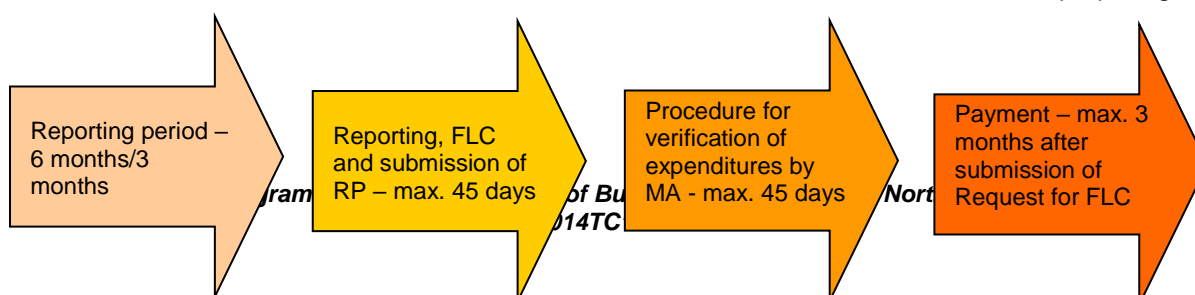 Reporting period –
6 months/3
months
Reporting, FLC
and submission of
RP – max. 45 days
Procedure for
verification of
expenditures by
MA - max. 45 days
Payment – max. 3
months after
submission of
Request for FLC
of